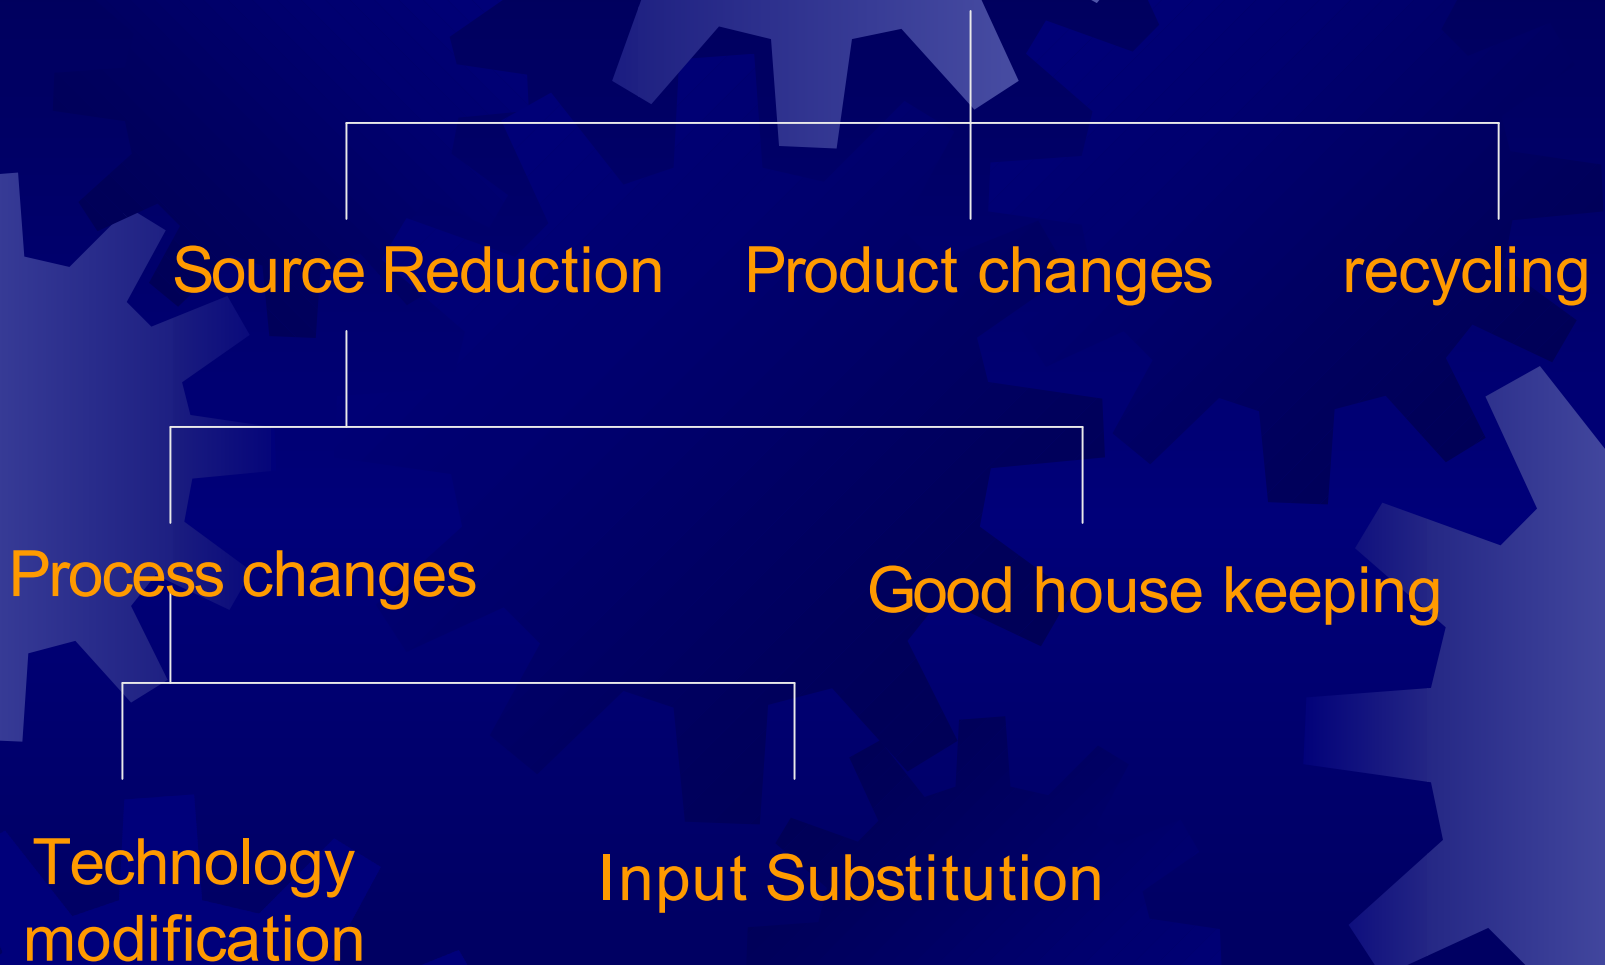 Source Reduction
Product changes
recycling
Process changes
Good house keeping
Technology
modification
Input Substitution